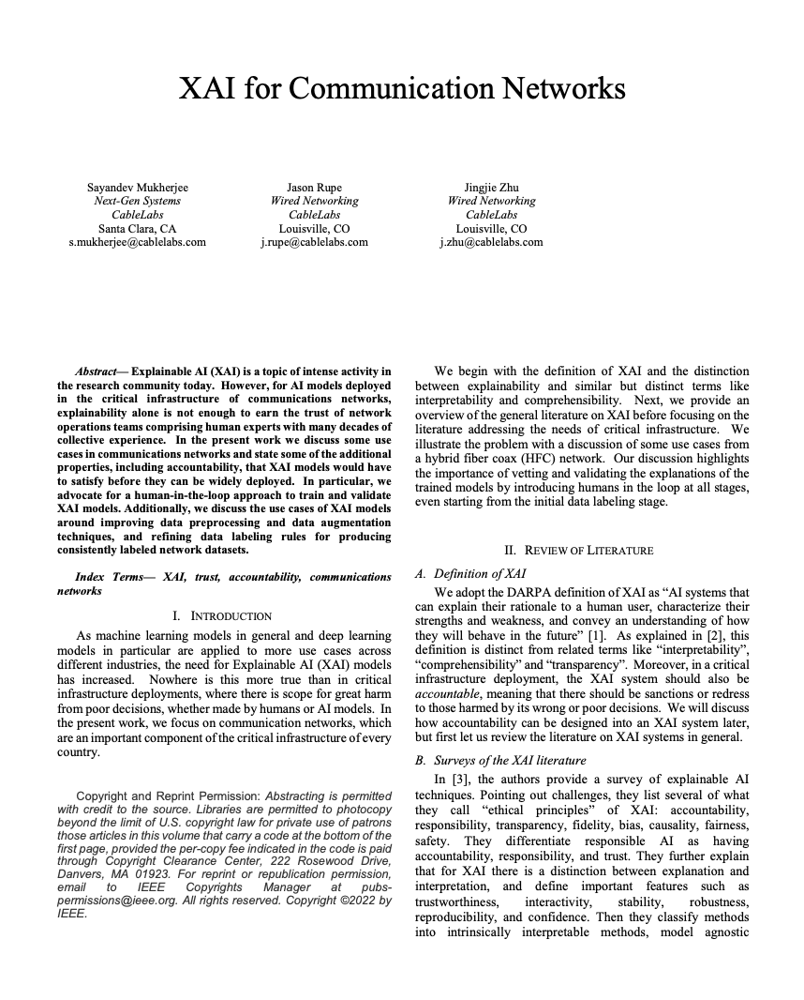 XAI for Communication Networks
Sayandev Mukherjee
Next-Gen Systems
CableLabs
Santa Clara, CA
s.mukherjee@cablelabs.com
Jason Rupe
Wired Networking
CableLabs
Louisville, CO
j.rupe@cablelabs.com
Jingjie Zhu
Wired Networking
CableLabs
Louisville, CO
j.zhu@cablelabs.com
Abstract— Explainable AI (XAI) is a topic of intense activity in
the research community today. However, for AI models deployed
in the critical infrastructure of communications networks,
explainability alone is not enough to earn the trust of network
operations teams comprising human experts with many decades of
collective experience. In the present work we discuss some use
cases in communications networks and state some of the additional
properties, including accountability, that XAI models would have
to satisfy before they can be widely deployed. In particular, we
advocate for a human-in-the-loop approach to train and validate
XAI models. Additionally, we discuss the use cases of XAI models
around improving data preprocessing and data augmentation
techniques, and refining data labeling rules for producing
consistently labeled network datasets.
Index Terms— XAI, trust, accountability, communications
networks
I. INTRODUCTION
As machine learning models in general and deep learning
models in particular are applied to more use cases across
different industries, the need for Explainable AI (XAI) models
has increased. Nowhere is this more true than in critical
infrastructure deployments, where there is scope for great harm
from poor decisions, whether made by humans or AI models. In
the present work, we focus on communication networks, which
are an important component of the critical infrastructure of every
country.
Copyright and Reprint Permission: Abstracting is permitted
with credit to the source. Libraries are permitted to photocopy
beyond the limit of U.S. copyright law for private use of patrons
those articles in this volume that carry a code at the bottom of the
first page, provided the per-copy fee indicated in the code is paid
through Copyright Clearance Center, 222 Rosewood Drive,
Danvers, MA 01923. For reprint or republication permission,
email to IEEE Copyrights Manager at pubs-
permissions@ieee.org. All rights reserved. Copyright ©2022 by
IEEE.
We begin with the definition of XAI and the distinction
between explainability and similar but distinct terms like
interpretability and comprehensibility. Next, we provide an
overview of the general literature on XAI before focusing on the
literature addressing the needs of critical infrastructure. We
illustrate the problem with a discussion of some use cases from
a hybrid fiber coax (HFC) network. Our discussion highlights
the importance of vetting and validating the explanations of the
trained models by introducing humans in the loop at all stages,
even starting from the initial data labeling stage.
II. REVIEW OF LITERATURE
A. Definition of XAI
We adopt the DARPA definition of XAI as “AI systems that
can explain their rationale to a human user, characterize their
strengths and weakness, and convey an understanding of how
they will behave in the future” [1]. As explained in [2], this
definition is distinct from related terms like “interpretability”,
“comprehensibility” and “transparency”. Moreover, in a critical
infrastructure deployment, the XAI system should also be
accountable, meaning that there should be sanctions or redress
to those harmed by its wrong or poor decisions. We will discuss
how accountability can be designed into an XAI system later,
but first let us review the literature on XAI systems in general.
B. Surveys of the XAI literature
In [3], the authors provide a survey of explainable AI
techniques. Pointing out challenges, they list several of what
they call “ethical principles” of XAI: accountability,
responsibility, transparency, fidelity, bias, causality, fairness,
safety. They differentiate responsible AI as having
accountability, responsibility, and trust. They further explain
that for XAI there is a distinction between explanation and
interpretation, and define important features such as
trustworthiness, interactivity, stability, robustness,
reproducibility, and confidence. Then they classify methods
into intrinsically interpretable methods, model agnostic